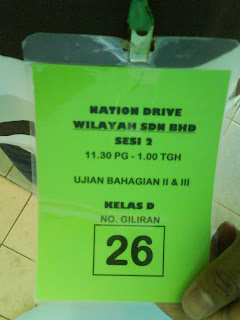 NATION DRIVE
WILAYAH SDN BHD
SESI 2
11.30 PG - 1.00 TGH
UJIAN BAHAGIAN II & III
KELAS D
NO. GILIRAN
26